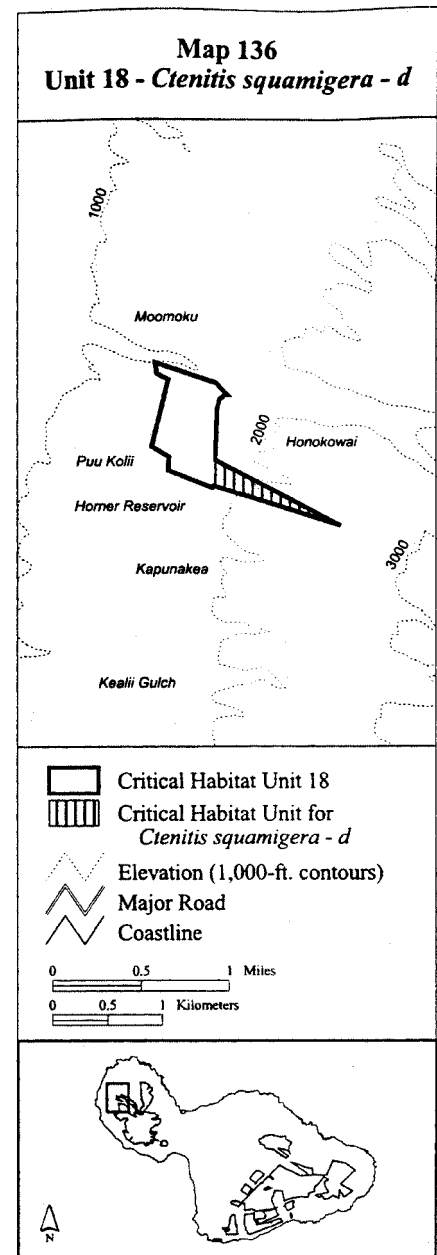 Map 136
Unit 18 - Ctenitis squamigera - d
1000
Moomoku
2000
Honokowai
Puu Kolii
Horner Reservoir
3000
Kapunakea
Kealii Gulch
Critical Habitat Unit 18
Critical Habitat Unit for
Ctenitis squamigera - d
Elevation (1,000-ft. contours)
Major Road
Coastline
0 0.5 1 Miles
0 0.5 1 Kilometers
N